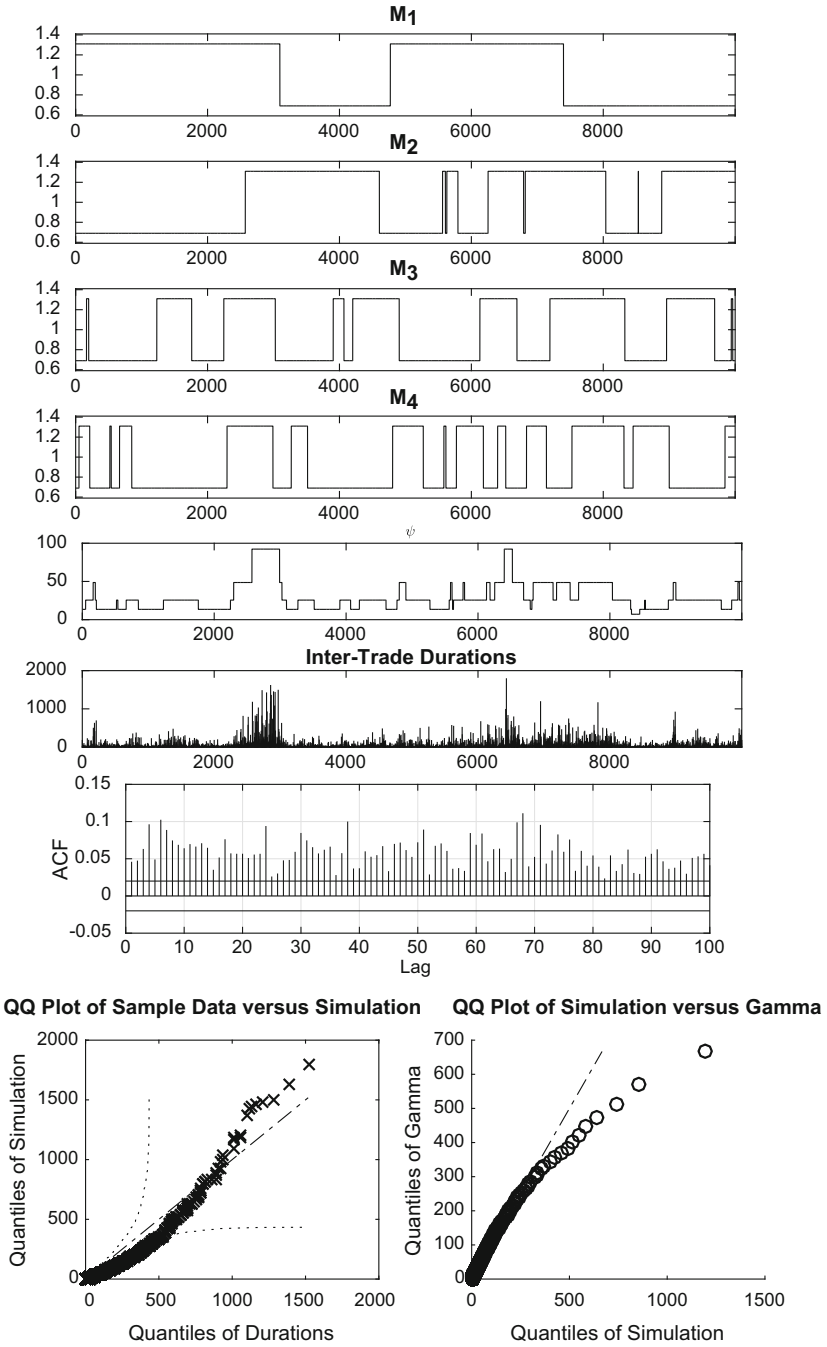 M1
1.4
1.2
1
0.8
0.6
0 2000 4000 6000 8000
M2
1.4
1.2
1
0.8
0.6
0 2000 4000 6000 8000
M3
1.4
1.2
1
0.8
0.6
0 2000 4000 6000 8000
M4
1.4
1.2
1
0.8
0.6
0 2000 4000 6000 8000
ψ
100
50
0
0 2000 4000 6000 8000
Inter-Trade Durations
2000
1000
0
0 2000 4000 6000 8000
0.15
0.1
0.05
0
-0.05
ACF
0 10 20 30 40 50 60 70 80 90 100
Lag
QQ Plot of Sample Data versus Simulation
2000
1500
1000
500
0
Quantiles of Simulation
0 500 1000 1500 2000
Quantiles of Durations
QQ Plot of Simulation versus Gamma
700
600
500
400
300
200
100
0
Quantiles of Gamma
0 500 1000 1500
Quantiles of Simulation